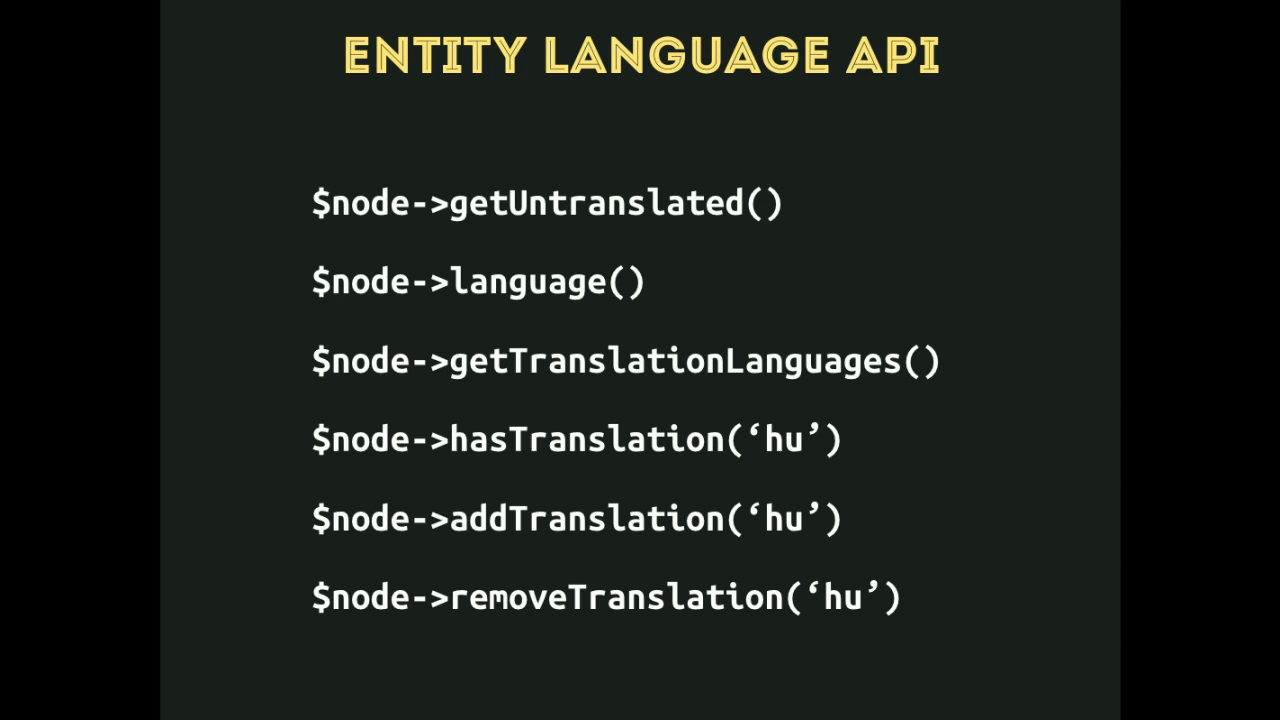 ENTITY LANGUAGE API
$node->getUntranslated()
$node->language()
$node->getTranslationLanguages()
$node->hasTranslation(‘hu’)
$node->addTranslation(‘hu’)
$node->removeTranslation(‘hu’)